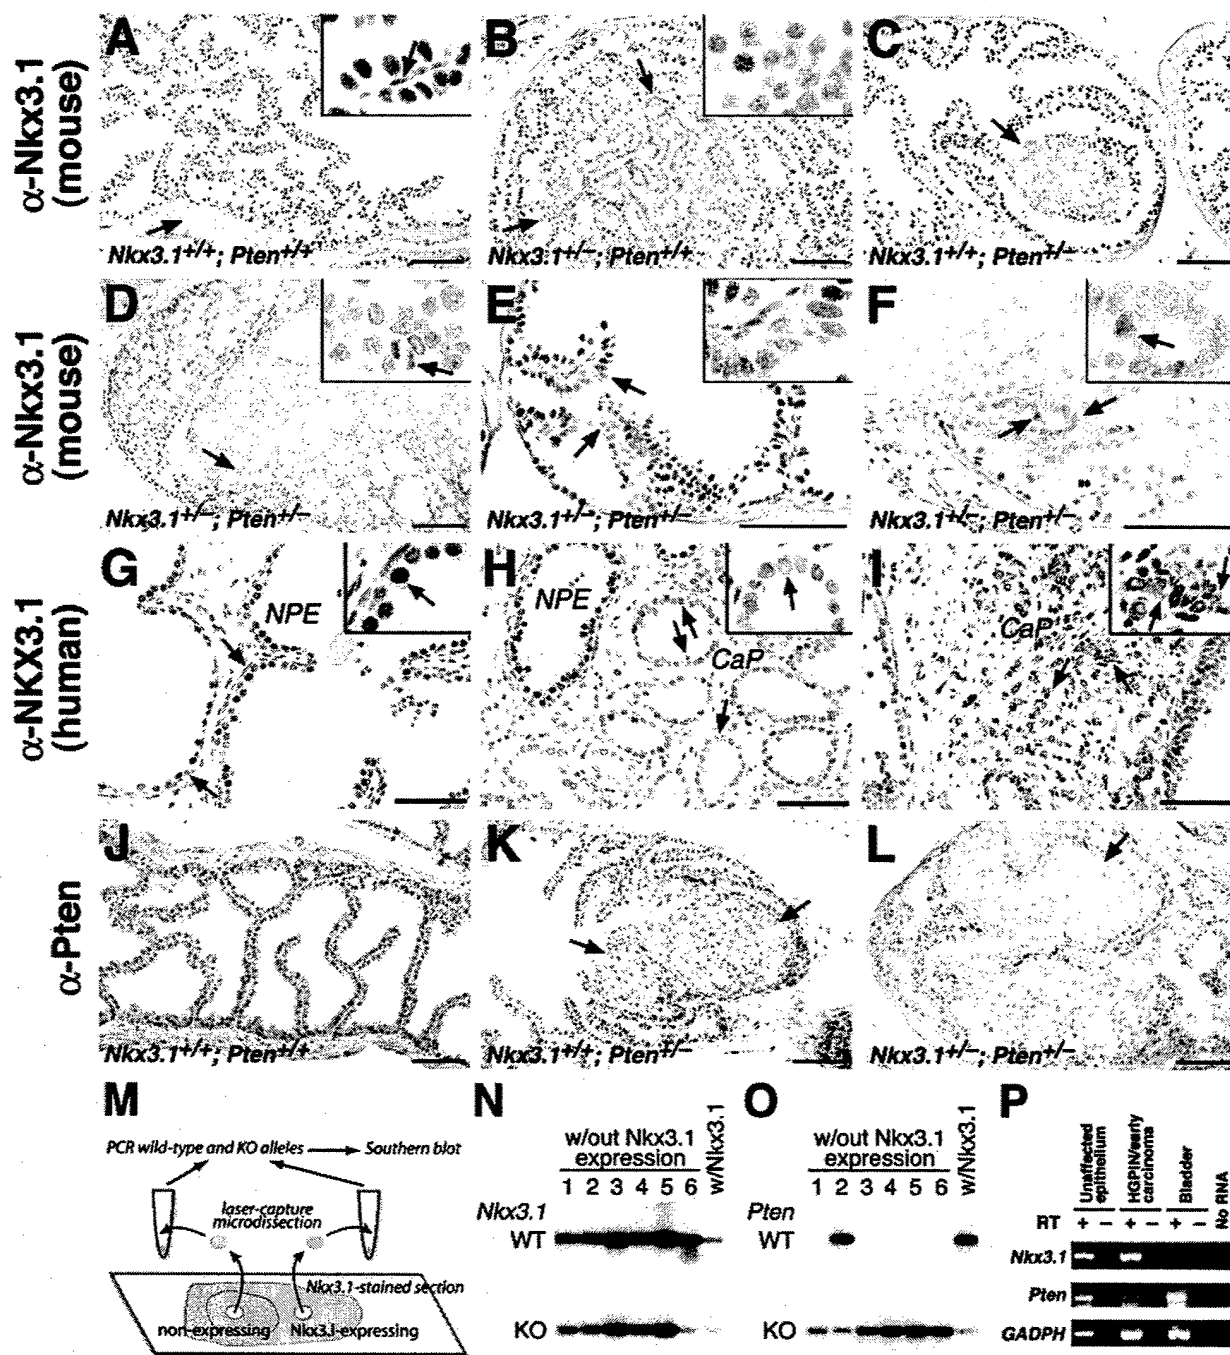 α-Nkx3.1
(mouse)
A
Nkx3.1+/+; Pten+/+
B
Nkx3.1+/-; Pten+/+
C
Nkx3.1+/+; Pten+/-
α-Nkx3.1
(mouse)
D
Nkx3.1+/-; Pten+/-
E
Nkx3.1+/-; Pten+/-
F
Nkx3.1+/-; Pten+/-
α-NKX3.1
(human)
G
NPE
H
NPE
CaP
I
CaP
α-Pten
J
Nkx3.1+/+; Pten+/+
K
Nkx3.1+/+; Pten+/-
L
Nkx3.1+/-; Pten+/-
M
PCR wild-type and KO alleles
Southern blot
laser-capture
microdissection
Nkx3.1-stained section
non-expressing
Nkx3.1-expressing
N
w/out Nkx3.1
expression
w/Nkx3.1
1 2 3 4 5 6
Nkx3.1
WT
KO
O
w/out Nkx3.1
expression
w/Nkx3.1
1 2 3 4 5 6
Pten
WT
KO
P
Unaffected
epithelium
HGPIN/early
carcinoma
Bladder
No RNA
RT + - + - + -
Nkx3.1
Pten
GADPH